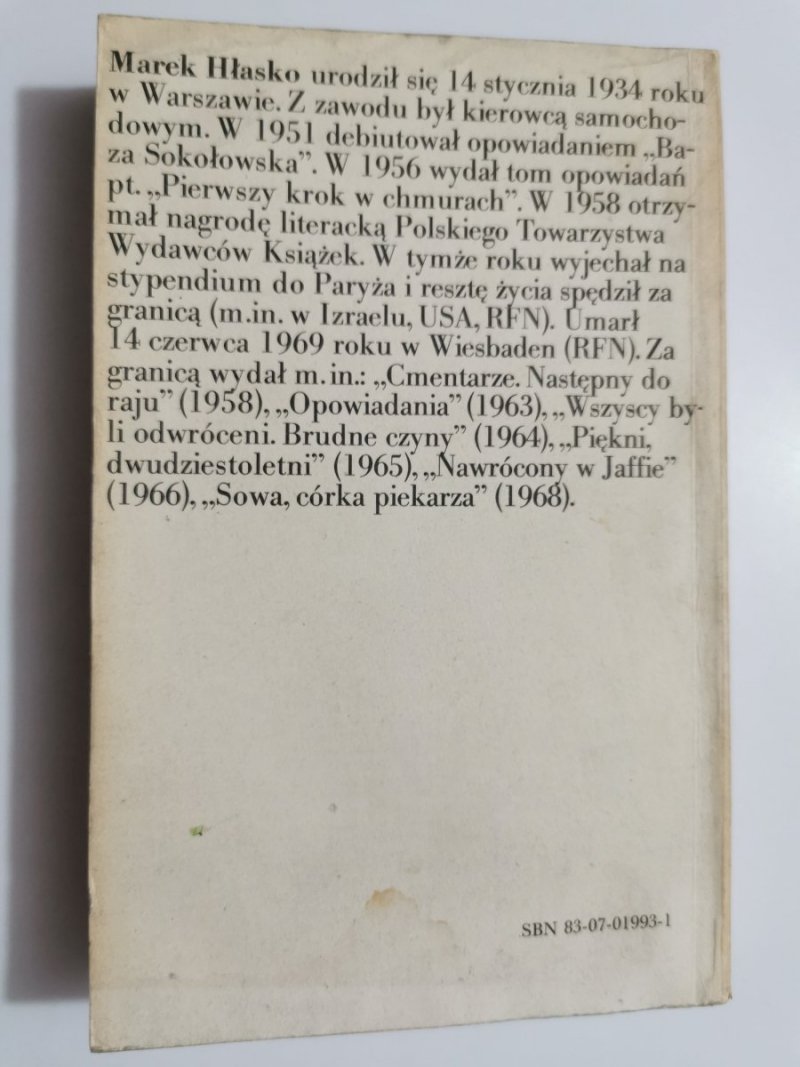 Marek Hłasko urodził się 14 stycznia 1934 roku
w Warszawie. Z zawodu był kierowcą samocho-
dowym. W 1951 debiutował opowiadaniem „Ba-
za Sokołowska”. W 1956 wydał tom opowiadań
pt. „Pierwszy krok w chmurach”. W 1958 otrzy-
mał nagrodę literacką Polskiego Towarzystwa
Wydawców Książek. W tymże roku wyjechał na
stypendium do Paryża i resztę życia spędził za
granicą (m.in. w Izraelu, USA, RFN). Umarł
14 czerwca 1969 roku w Wiesbaden (RFN). Za
granicą wydał m. in.: „Cmentarze. Następny do
raju” (1958), „Opowiadania” (1963), „Wszyscy by-
li odwróceni. Brudne czyny” (1964), „Piękni,
dwudziestoletni” (1965), „Nawrócony w Jaffie”
(1966), „Sowa, córka piekarza” (1968).
SBN 83-07-01993-1